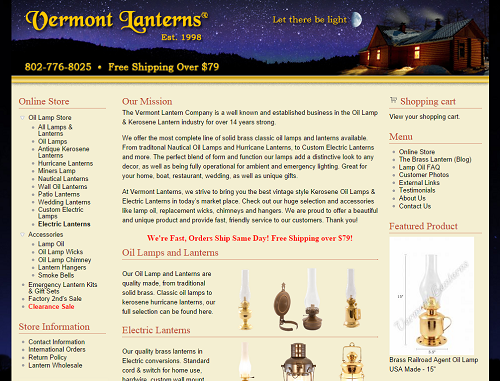 Vermont Lanterns®
Est. 1998
Let there be light
802-776-8025 • Free Shipping Over $79
Online Store
Oil Lamp Store
All Lamps &
Lanterns
Oil Lamps
Antique Kerosene
Lanterns
Hurricane Lanterns
Miners Lamp
Nautical Lanterns
Wall Oil Lanterns
Patio Lanterns
Wedding Lanterns
Custom Electric
Lamps
Electric Lanterns
Accessories
Lamp Oil
Oil Lamp Wicks
Oil Lamp Chimney
Lantern Hangers
Smoke Bells
Emergency Lantern Kits
& Gift Sets
Factory 2nd's Sale
Clearance Sale
Store Information
Contact Information
International Orders
Return Policy
Lantern Wholesale
Our Mission
The Vermont Lantern Company is a well known and established business in the Oil Lamp
& Kerosene Lantern industry for over 14 years strong.
We offer the most complete line of solid brass classic oil lamps and lanterns available.
From traditonal Nautical Oil Lamps and Hurricane Lanterns, to Custom Electric Lanterns
and more. The perfect blend of form and function our lamps add a distinctive look to any
decor, as well as being fully operational for ambient and emergency lighting. Great for
your home, boat, restaurant, wedding, as well as unique gifts.
At Vermont Lanterns, we strive to bring you the best vintage style Kerosene Oil Lamps &
Electric Lanterns in today's market place. Check out our huge selection and accessories
like lamp oil, replacement wicks, chimneys and hangers. We are proud to offer a beautiful
and unique product and provide fast, friendly service to our customers. Thank you!
We're Fast, Orders Ship Same Day! Free Shipping over $79!
Oil Lamps and Lanterns
Our Oil Lamp and Lanterns are
quality made, from traditional
solid brass. Classic oil lamps to
kerosene hurricane lanterns, our
full selection can be found here.
Electric Lanterns
Our quality brass lanterns in
Electric conversions. Standard
cord & switch for home use,
hardwire, custom wall mount
Shopping cart
View your shopping cart.
Menu
Online Store
The Brass Lantern (Blog)
Lamp Oil FAQ
Customer Photos
External Links
Testimonials
About Us
Contact Us
Featured Product
Vermont Lanterns
Brass Railroad Agent Oil Lamp
USA Made - 15"